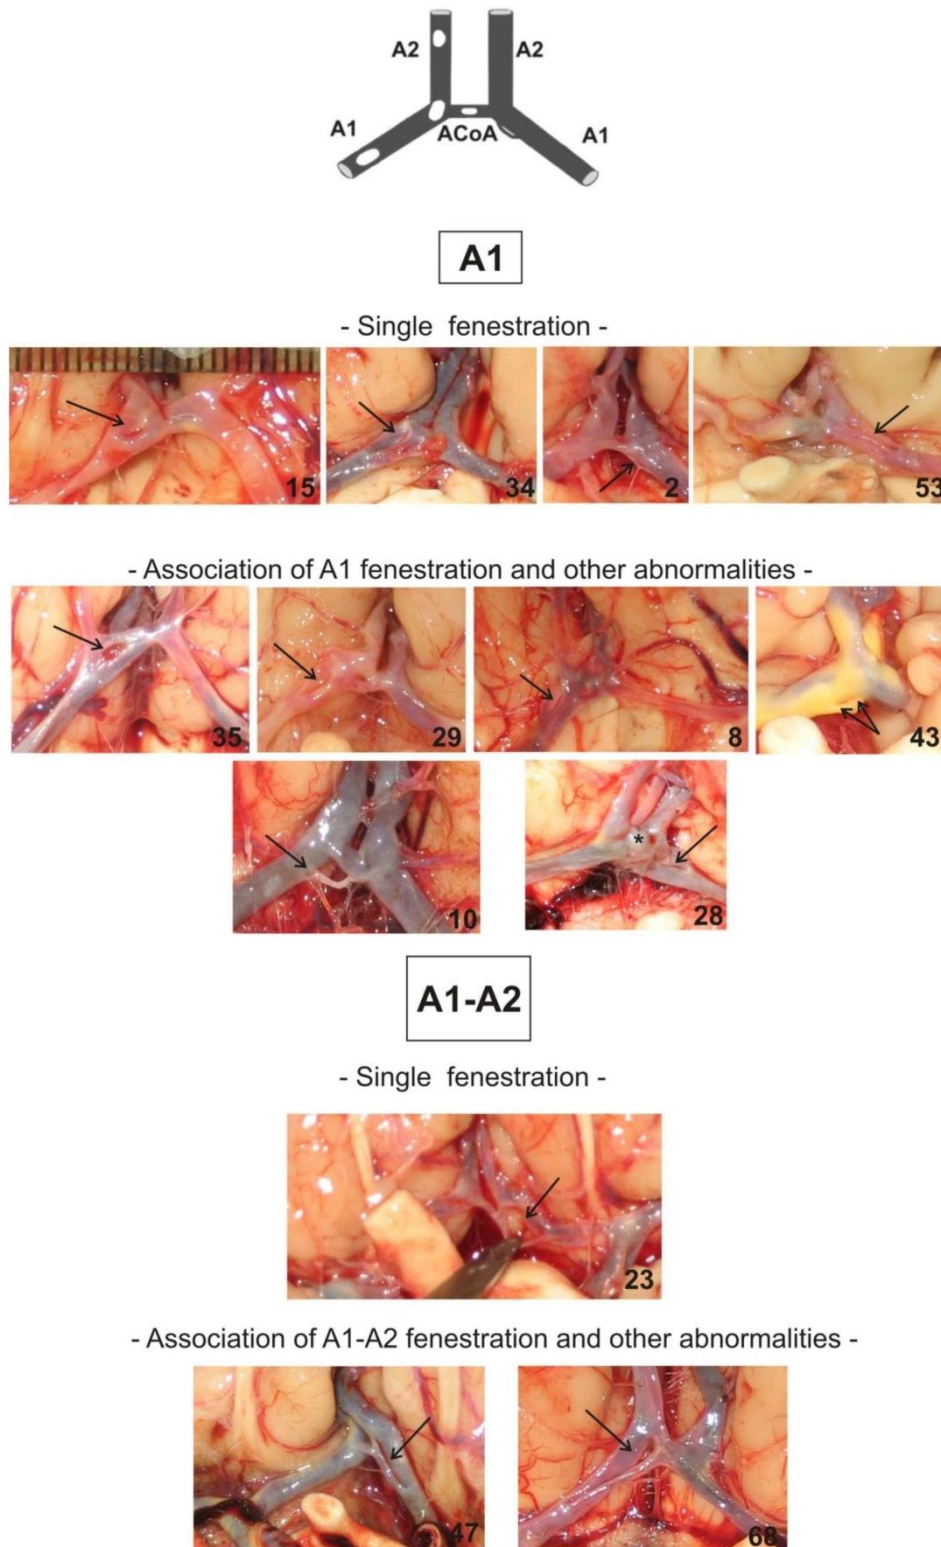 A2 A2
A1 ACoA A1
A1
- Single fenestration -
15 34 2 53
- Association of A1 fenestration and other abnormalities -
35 29 8 43
*
10 28
A1-A2
- Single fenestration -
23
- Association of A1-A2 fenestration and other abnormalities -
47 68